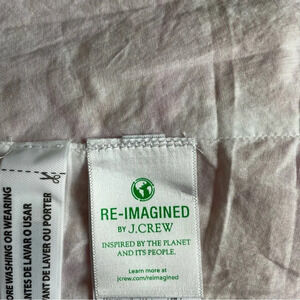 RE-IMAGINED
BY J.CREW
INSPIRED BY THE PLANET
AND ITS PEOPLE.
Learn more at
jcrew.com/reimagined
ORE WASHING OR WEARING
ANTES DE LAVAR O USAR
VANT DE LAVER OU PORTER